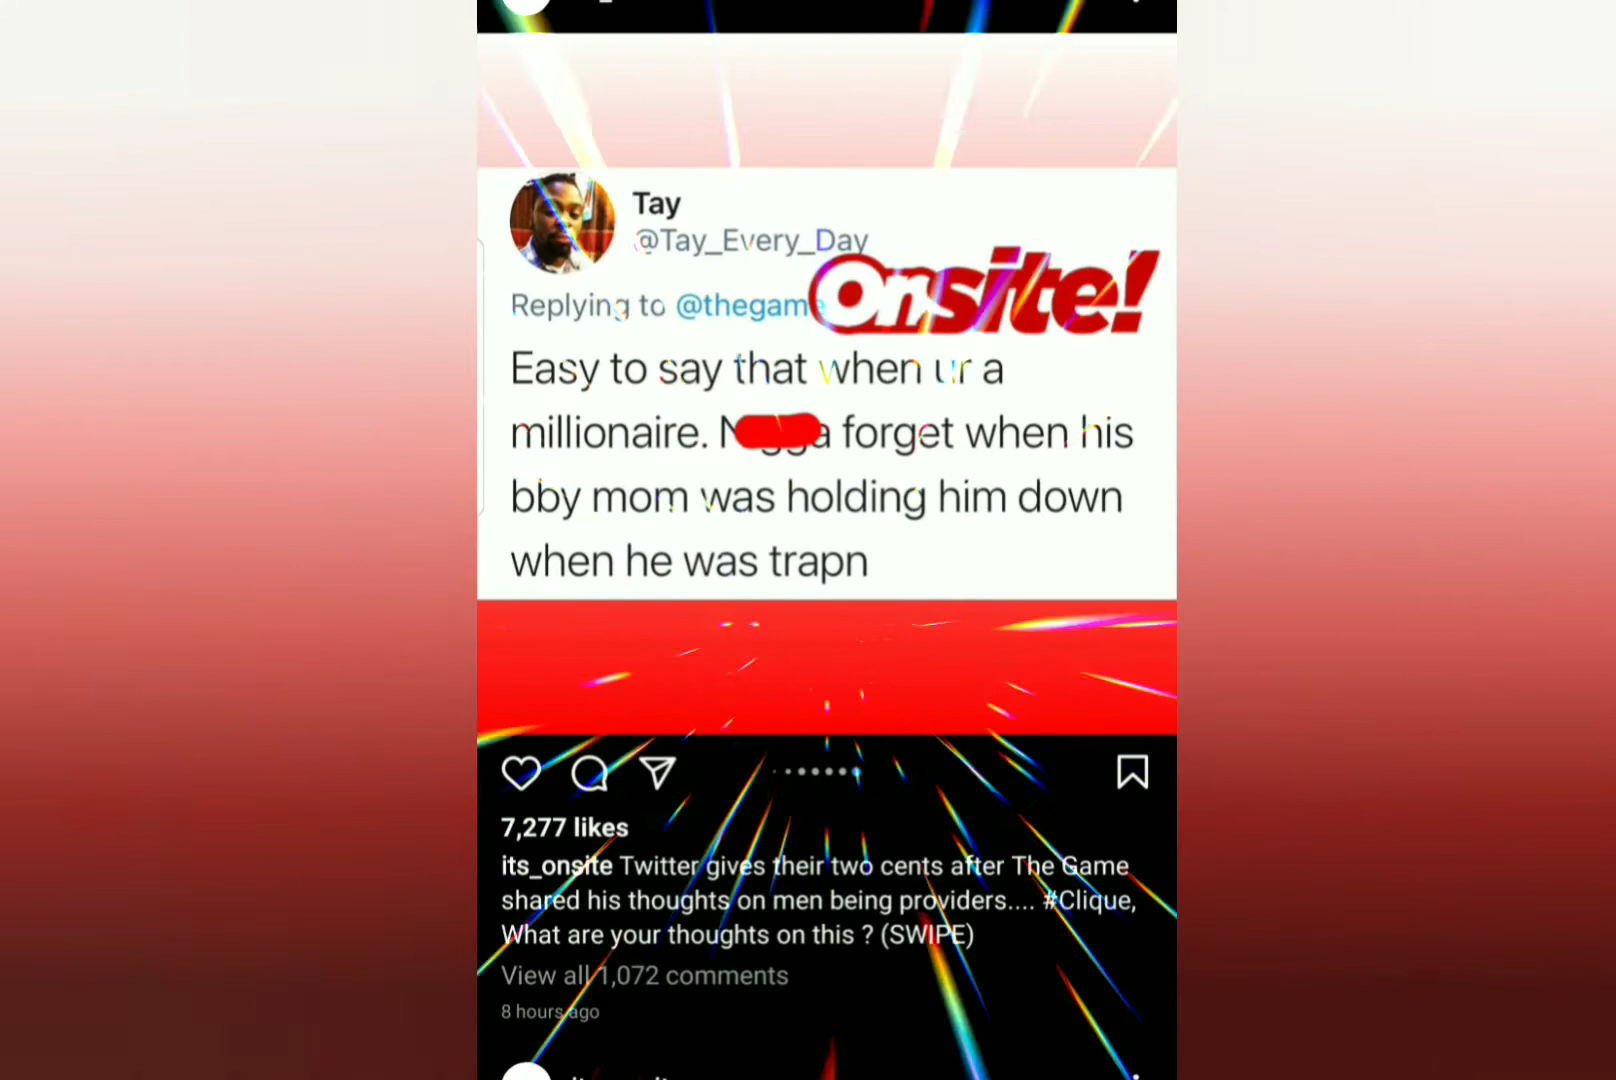 Tay
@Tay_Every_Day
Onsite!
Replying to @thegame
Easy to say that when ur a
millionaire. N gga forget when his
bby mom was holding him down
when he was trapn
7,277 likes
its_onsite Twitter gives their two cents after The Game
shared his thoughts on men being providers.... #Clique,
What are your thoughts on this ? (SWIPE)
View all 1,072 comments
8 hours ago